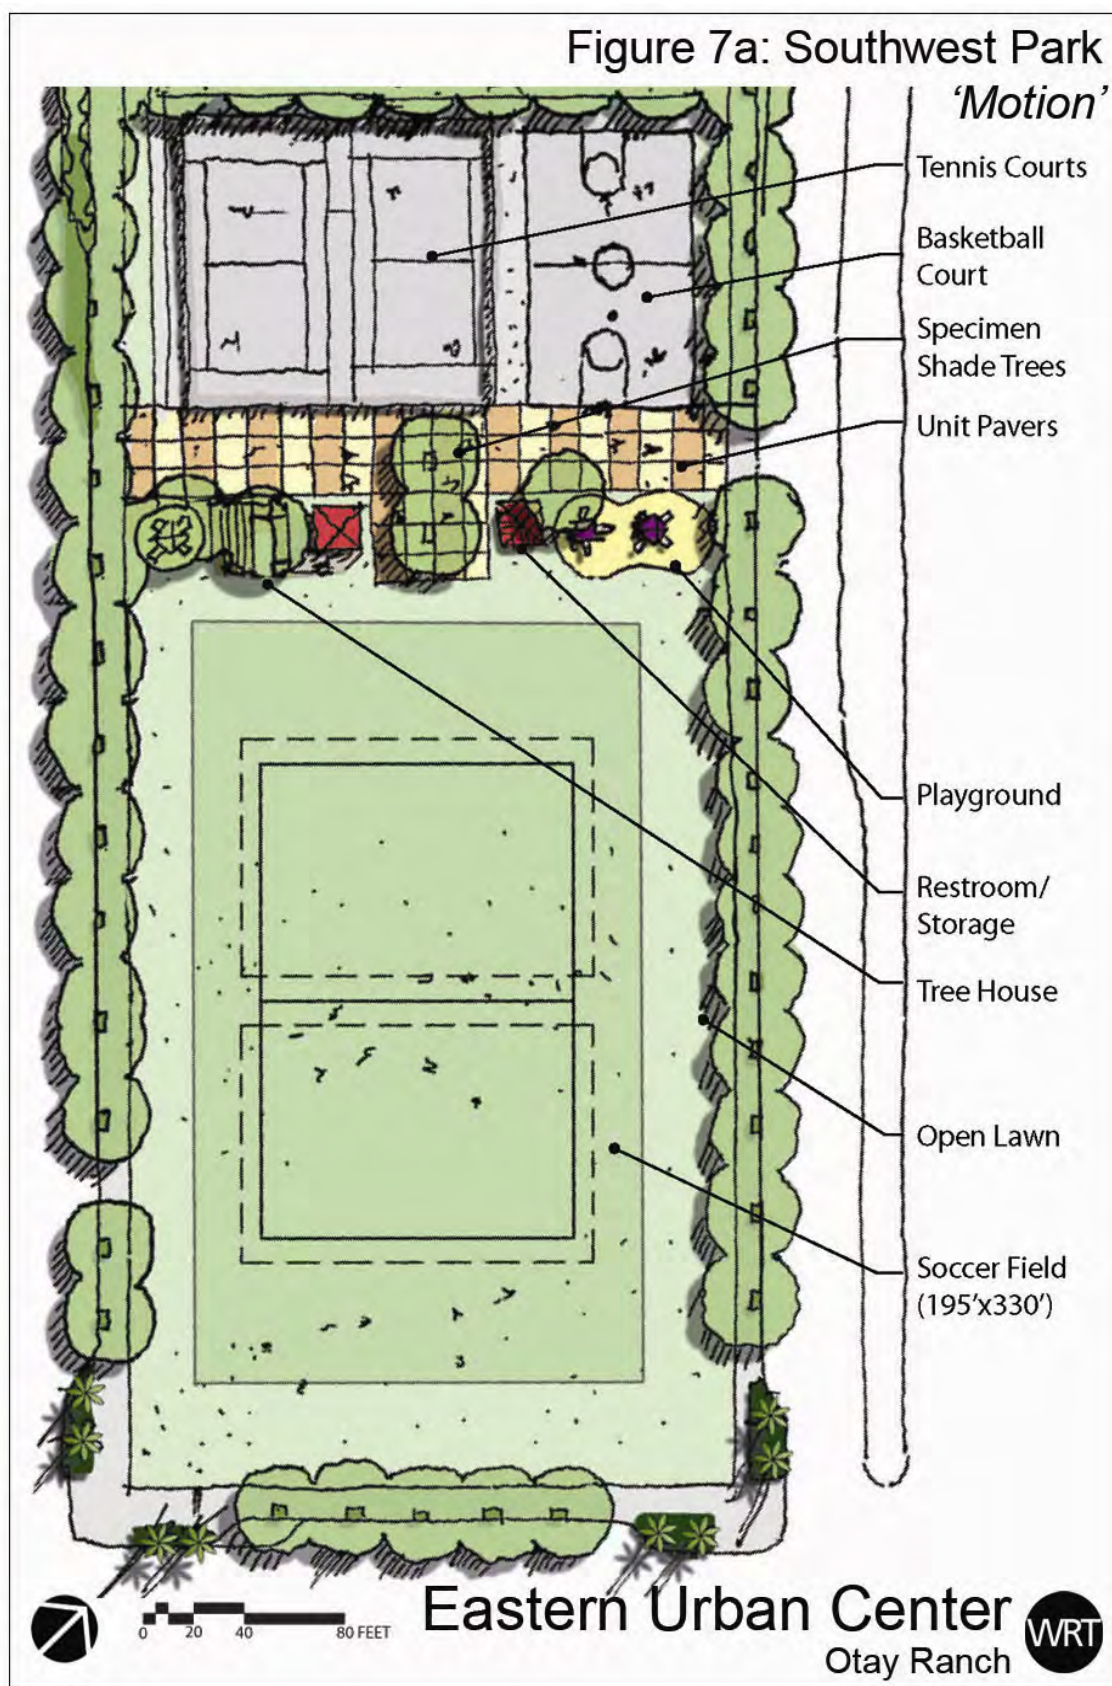 Figure 7a: Southwest Park
'Motion'
Tennis Courts
Basketball
Court
Specimen
Shade Trees
Unit Pavers
Playground
Restroom/
Storage
Tree House
Open Lawn
Soccer Field
(195'x330')
0 20 40 80 FEET
Eastern Urban Center
Otay Ranch
WRT